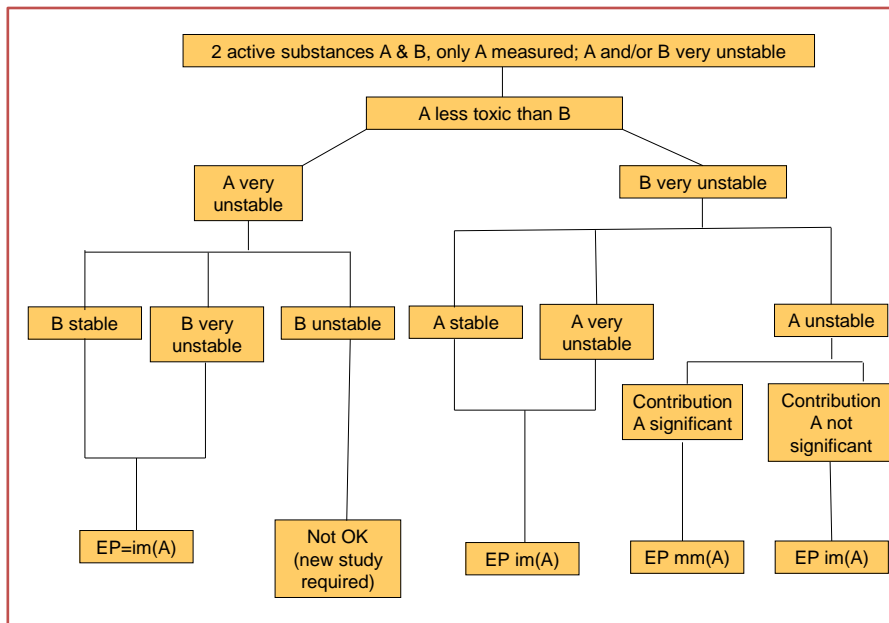 2 active substances A & B, only A measured; A and/or B very unstable
A less toxic than B
A very
unstable
B very unstable
B stable
B very
unstable
B unstable
A stable
A very
unstable
A unstable
Contribution
A significant
Contribution
A not
significant
EP=im(A)
Not OK
(new study
required)
EP im(A)
EP mm(A)
EP im(A)